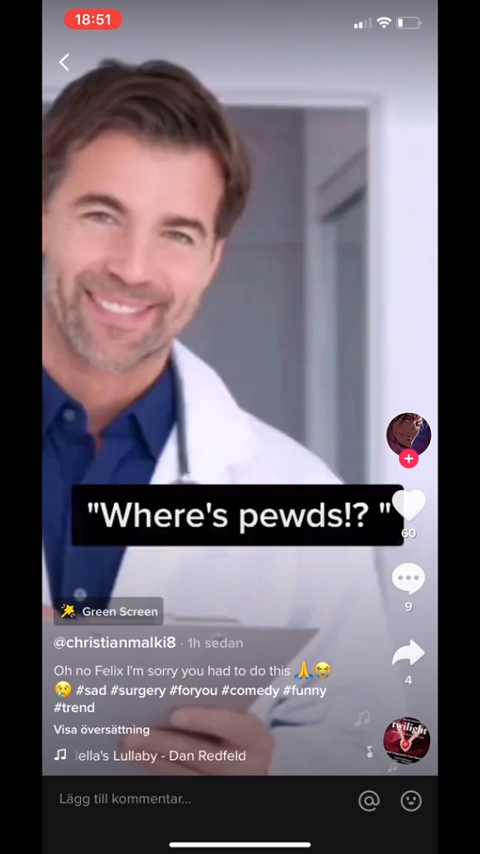 18:51
"Where's pewds!? "
60
Green Screen
9
@christianmalki8 · 1h sedan
Oh no Felix I'm sorry you had to do this 🙏😭
😢 #sad #surgery #foryou #comedy #funny
#trend
4
Visa översättning
twilight
ella's Lullaby - Dan Redfeld
Lägg till kommentar...